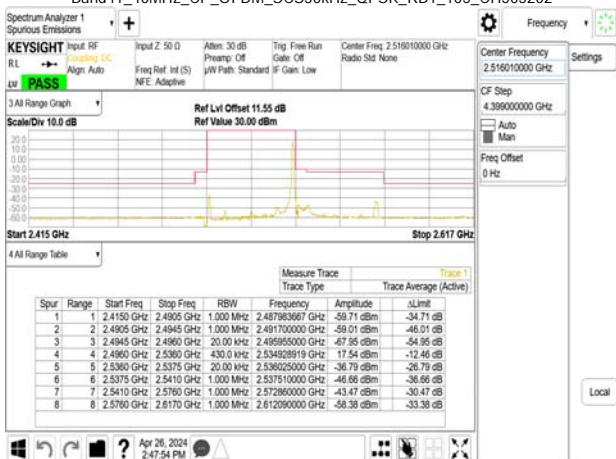 Spectrum Analyzer 1
Spurious Emissions
Frequency
KEYSIGHT Input: RF Input Z: 50 Ω Atten: 30 dB Trig: Free Run Center Freq: 2.516010000 GHz
RL Coupling: DC Preamp: Off Gate: Off Radio Std: None
Align: Auto Freq Ref: Int (S) µW Path: Standard IF Gain: Low
NFE: Adaptive
PASS
Center Frequency
2.516010000 GHz
Settings
CF Step
4.399000000 GHz
Auto
Man
Freq Offset
0 Hz
3 All Range Graph
Ref Lvl Offset 11.55 dB
Scale/Div 10.0 dB Ref Value 30.00 dBm
20.0
10.0
0.00
-10.0
-20.0
-30.0
-40.0
-50.0
-60.0
Start 2.415 GHz Stop 2.617 GHz
4 All Range Table
Measure Trace Trace 1
Trace Type Trace Average (Active)
Spur Range Start Freq Stop Freq RBW Frequency Amplitude ΔLimit
1 1 2.4150 GHz 2.4905 GHz 1.000 MHz 2.487983667 GHz -59.71 dBm -34.71 dB
2 2 2.4905 GHz 2.4945 GHz 1.000 MHz 2.491700000 GHz -59.01 dBm -46.01 dB
3 3 2.4945 GHz 2.4960 GHz 20.00 kHz 2.495955000 GHz -67.95 dBm -54.95 dB
4 4 2.4960 GHz 2.5360 GHz 430.0 kHz 2.534928919 GHz 17.54 dBm -12.46 dB
5 5 2.5360 GHz 2.5375 GHz 20.00 kHz 2.536025000 GHz -36.79 dBm -26.79 dB
6 6 2.5375 GHz 2.5410 GHz 1.000 MHz 2.537510000 GHz -46.66 dBm -36.66 dB
7 7 2.5410 GHz 2.5760 GHz 1.000 MHz 2.572860000 GHz -43.47 dBm -30.47 dB
8 8 2.5760 GHz 2.6170 GHz 1.000 MHz 2.612090000 GHz -58.38 dBm -33.38 dB
Local
Apr 26, 2024
2:47:54 PM